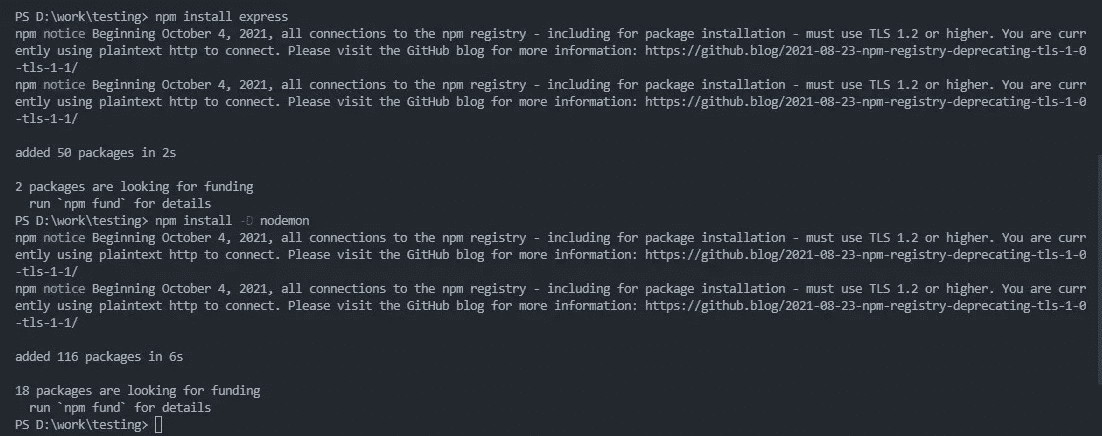 PS D:\work\testing> npm install express
npm notice Beginning October 4, 2021, all connections to the npm registry - including for package installation - must use TLS 1.2 or higher. You are curr
ently using plaintext http to connect. Please visit the GitHub blog for more information: https://github.blog/2021-08-23-npm-registry-deprecating-tls-1-0
-tls-1-1/
npm notice Beginning October 4, 2021, all connections to the npm registry - including for package installation - must use TLS 1.2 or higher. You are curr
ently using plaintext http to connect. Please visit the GitHub blog for more information: https://github.blog/2021-08-23-npm-registry-deprecating-tls-1-0
-tls-1-1/
added 50 packages in 2s
2 packages are looking for funding
run `npm fund` for details
PS D:\work\testing> npm install -D nodemon
npm notice Beginning October 4, 2021, all connections to the npm registry - including for package installation - must use TLS 1.2 or higher. You are curr
ently using plaintext http to connect. Please visit the GitHub blog for more information: https://github.blog/2021-08-23-npm-registry-deprecating-tls-1-0
-tls-1-1/
npm notice Beginning October 4, 2021, all connections to the npm registry - including for package installation - must use TLS 1.2 or higher. You are curr
ently using plaintext http to connect. Please visit the GitHub blog for more information: https://github.blog/2021-08-23-npm-registry-deprecating-tls-1-0
-tls-1-1/
added 116 packages in 6s
18 packages are looking for funding
run `npm fund` for details
PS D:\work\testing>